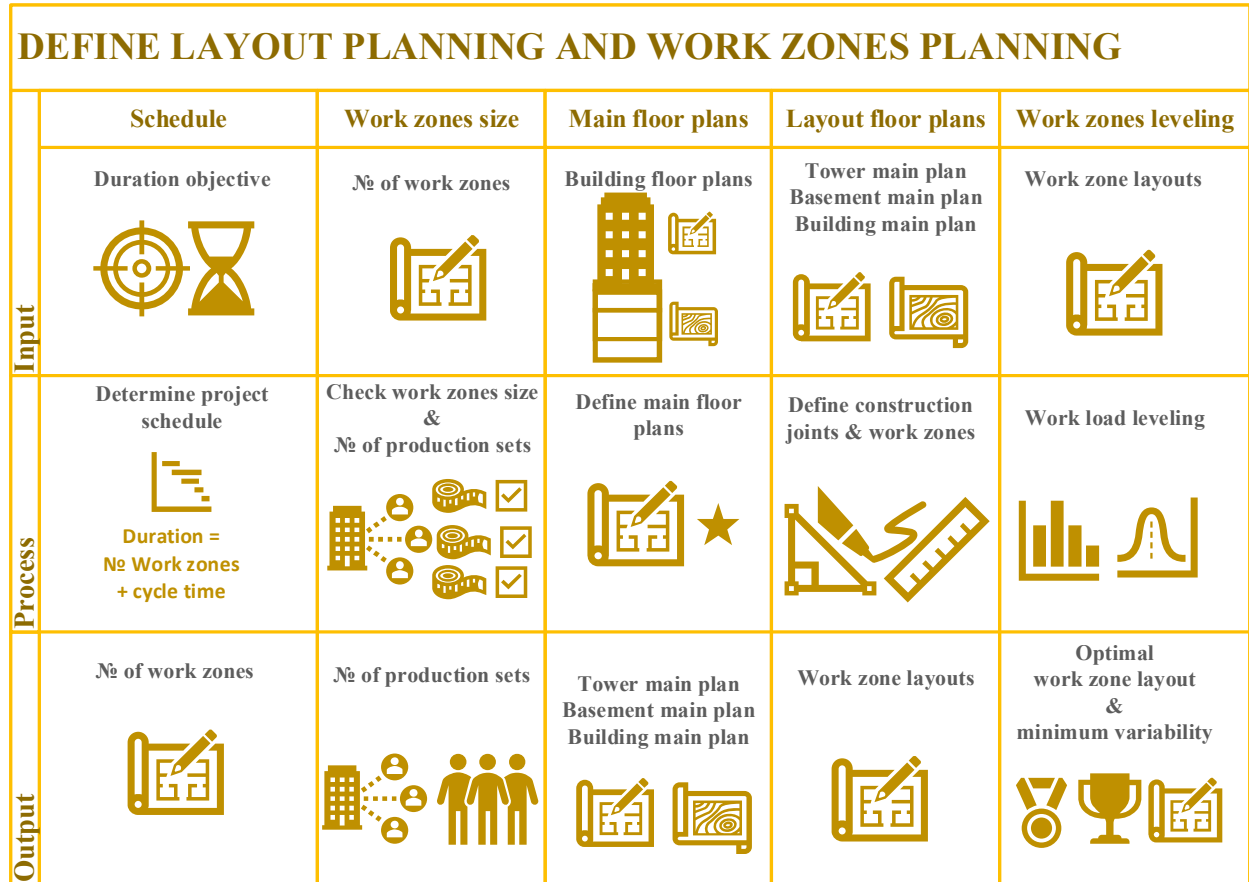 DEFINE LAYOUT PLANNING AND WORK ZONES PLANNING
Schedule
Work zones size
Main floor plans
Layout floor plans
Work zones leveling
Input
Duration objective
№ of work zones
Building floor plans
Tower main plan
Basement main plan
Building main plan
Work zone layouts
Process
Determine project
schedule
Duration =
№ Work zones
+ cycle time
Check work zones size
&
№ of production sets
Define main floor
plans
Define construction
joints & work zones
Work load leveling
Output
№ of work zones
№ of production sets
Tower main plan
Basement main plan
Building main plan
Work zone layouts
Optimal
work zone layout
&
minimum variability